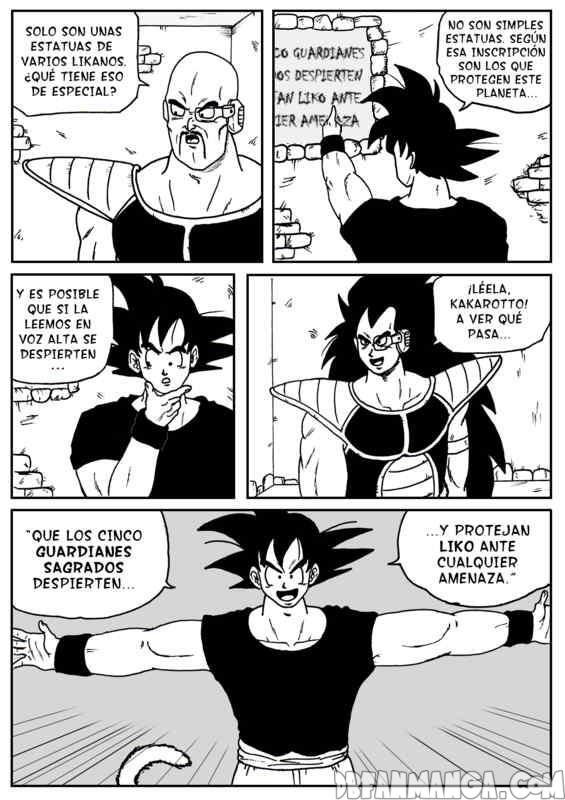 SOLO SON UNAS
ESTATUAS DE
VARIOS LIKANOS.
¿QUÉ TIENE ESO
DE ESPECIAL?
CO GUARDIANES
OS DESPIERTEN
AN LIKO ANTE
IER AMENAZA
NO SON SIMPLES
ESTATUAS. SEGÚN
ESA INSCRIPCIÓN
SON LOS QUE
PROTEGEN ESTE
PLANETA...
Y ES POSIBLE
QUE SI LA
LEEMOS EN
VOZ ALTA SE
DESPIERTEN
...
¡LÉELA,
KAKAROTTO!
A VER QUÉ
PASA...
"QUE LOS CINCO
GUARDIANES
SAGRADOS
DESPIERTEN...
...Y PROTEJAN
LIKO ANTE
CUALQUIER
AMENAZA."
DBFANMANGA.COM